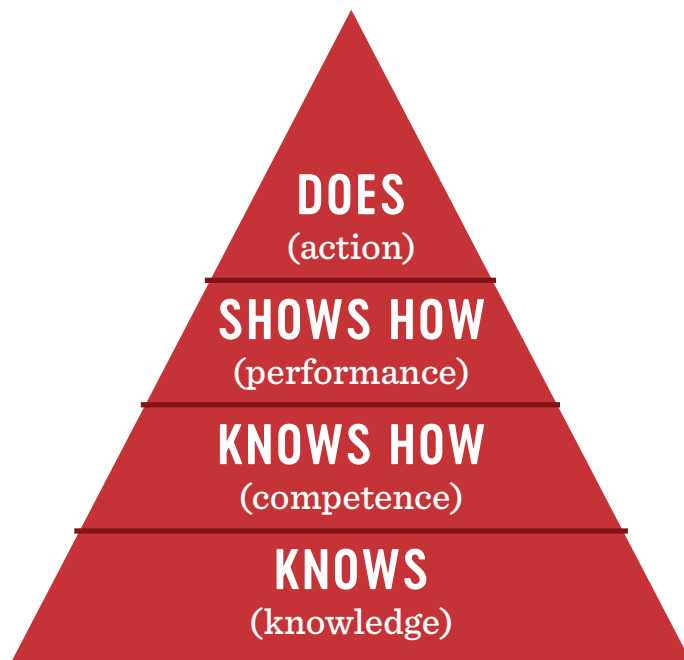 DOES
(action)
SHOWS HOW
(performance)
KNOWS HOW
(competence)
KNOWS
(knowledge)